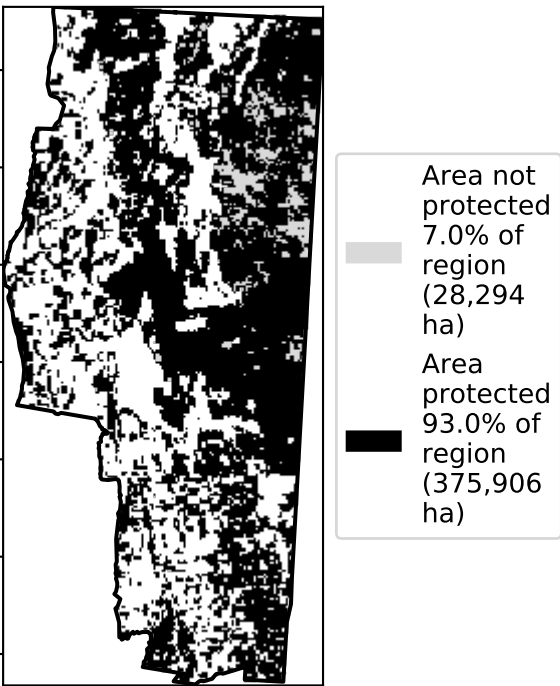 Area not
protected
7.0% of
region
(28,294
ha)
Area
protected
93.0% of
region
(375,906
ha)